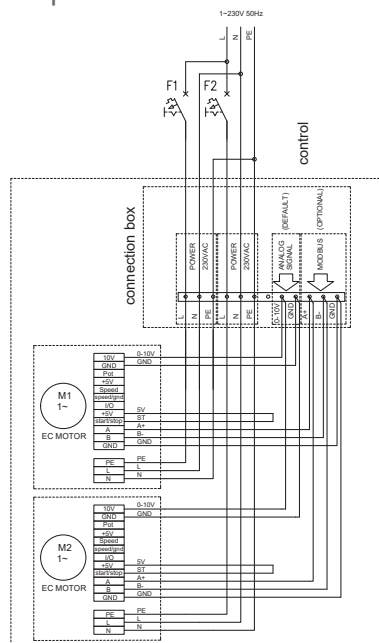 1~230V 50Hz
L
N
PE
F1
F2
control
connection box
POWER
230VAC
POWER
230VAC
ANALOG
SIGNAL
(DEFAULT)
MODBUS
(OPTIONAL)
L
N
PE
L
N
PE
0-10V
GND
A+
B-
GND
M1
1~
EC MOTOR
10V
GND
Pot
+5V
Speed
speed/gnd
I/O
+5V
start/stop
A
B
GND
PE
L
N
0-10V
GND
5V
ST
A+
B-
GND
PE
L
N
M2
1~
EC MOTOR
10V
GND
Pot
+5V
Speed
speed/gnd
I/O
+5V
start/stop
A
B
GND
PE
L
N
0-10V
GND
5V
ST
A+
B-
GND
PE
L
N